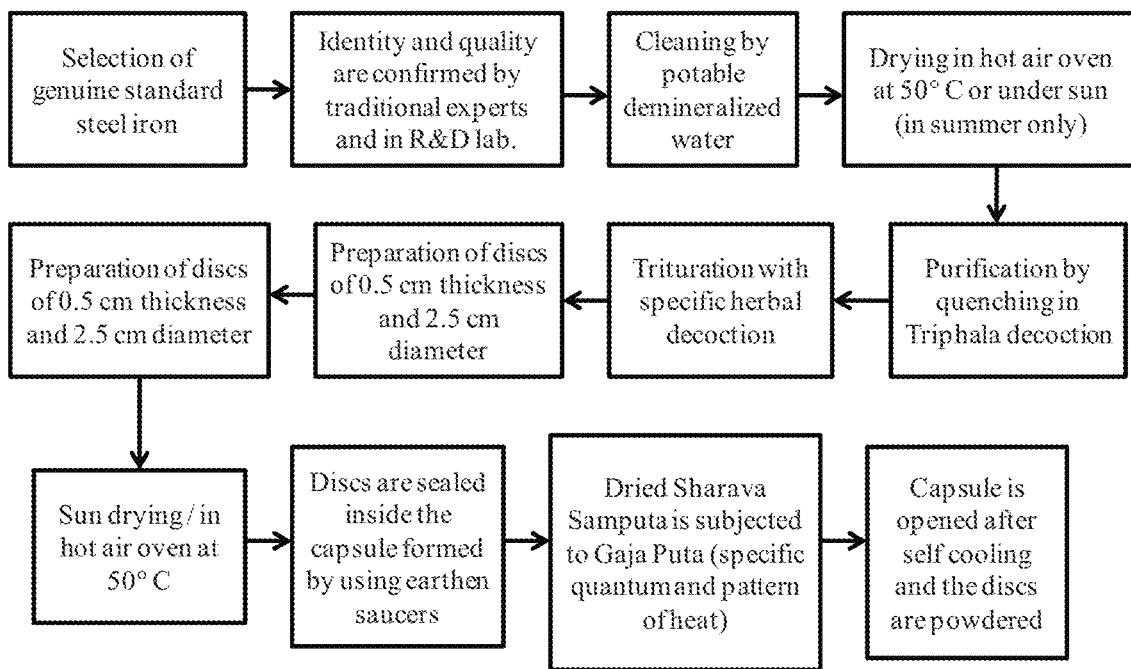 Selection of
genuine standard
steel iron
Identity and quality
are confirmed by
traditional experts
and in R&D lab.
Cleaning by
potable
demineralized
water
Drying in hot air oven
at 50° C or under sun
(in summer only)
Purification by
quenching in
Triphala decoction
Trituration with
specific herbal
decoction
Preparation of discs
of 0.5 cm thickness
and 2.5 cm
diameter
Preparation of discs
of 0.5 cm thickness
and 2.5 cm diameter
Sun drying / in
hot air oven at
50° C
Discs are sealed
inside the
capsule formed
by using earthen
saucers
Dried Sharava
Samputa is subjected
to Gaja Puta (specific
quantum and pattern
of heat)
Capsule is
opened after
self cooling
and the discs
are powdered